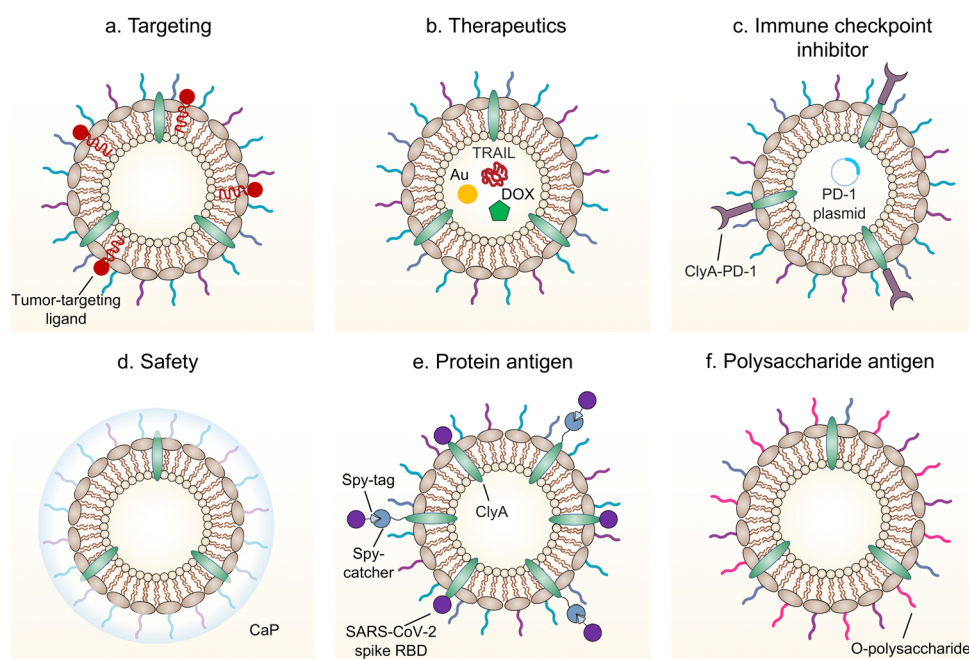 a. Targeting
Tumor-targeting
ligand
b. Therapeutics
TRAIL
Au
DOX
c. Immune checkpoint
inhibitor
PD-1
plasmid
ClyA-PD-1
d. Safety
CaP
e. Protein antigen
Spy-tag
ClyA
Spy-
catcher
SARS-CoV-2
spike RBD
f. Polysaccharide antigen
O-polysaccharide